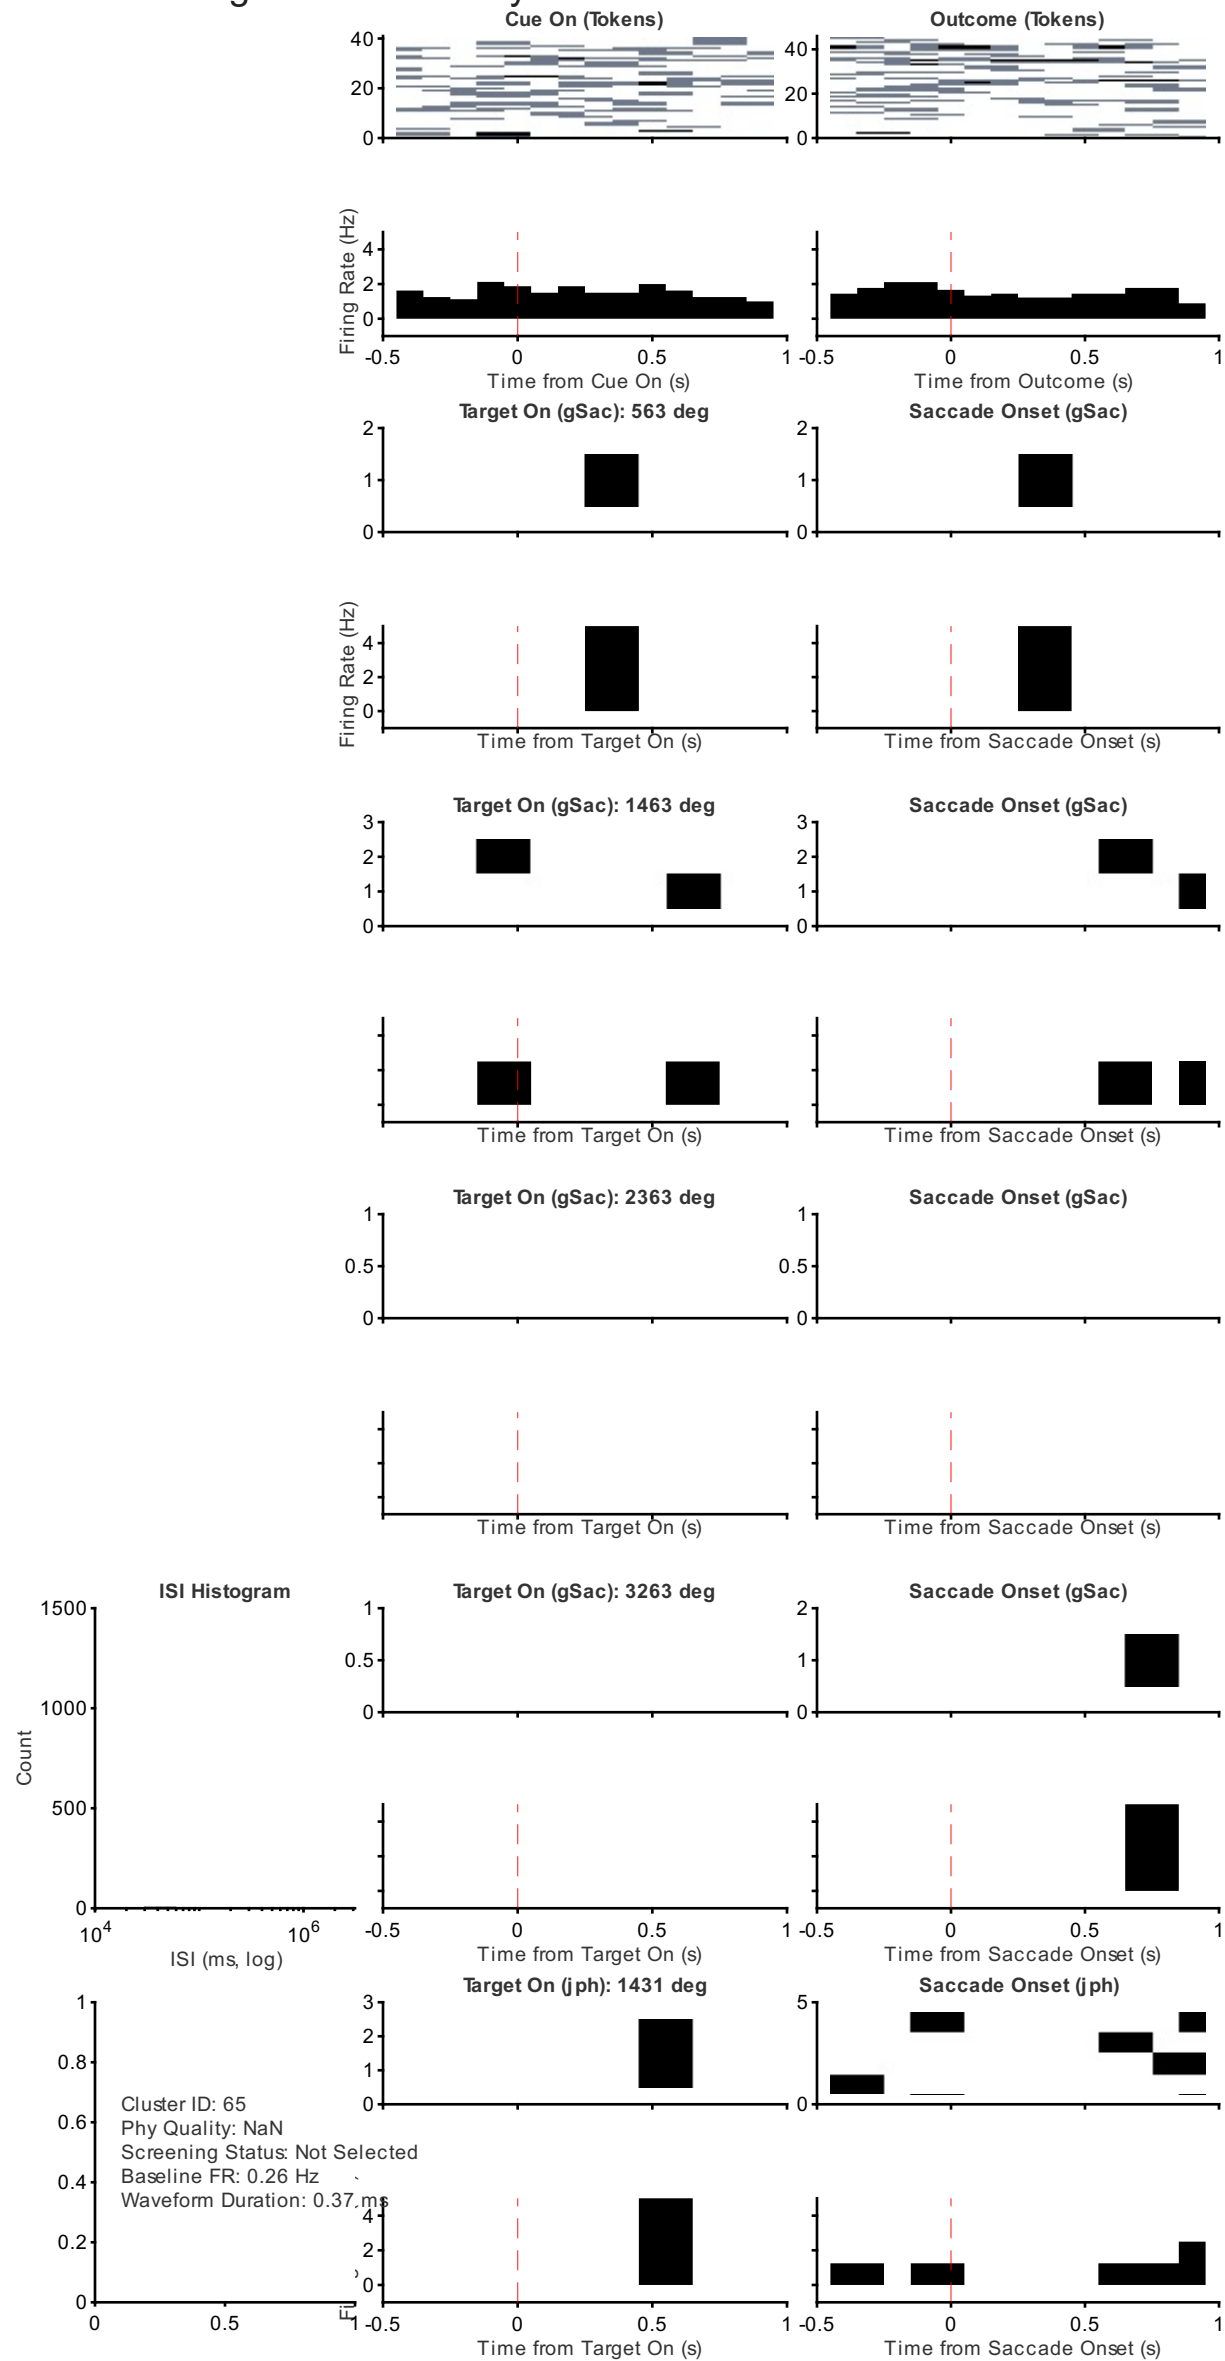 Cue On (Tokens)
Outcome (Tokens)
40
20
0
40
20
0
Firing Rate (Hz)
4
2
0
-0.5 0 0.5 1
-0.5 0 0.5 1
Time from Cue On (s)
Time from Outcome (s)
Target On (gSac): 563 deg
Saccade Onset (gSac)
2
1
0
2
1
0
Firing Rate (Hz)
4
2
0
Time from Target On (s)
Time from Saccade Onset (s)
Target On (gSac): 1463 deg
Saccade Onset (gSac)
3
2
1
0
3
2
1
0
Time from Target On (s)
Time from Saccade Onset (s)
Target On (gSac): 2363 deg
Saccade Onset (gSac)
1
0.5
0
1
0.5
0
Time from Target On (s)
Time from Saccade Onset (s)
ISI Histogram
1500
1000
500
0
Count
10^4 10^6
ISI (ms, log)
Target On (gSac): 3263 deg
Saccade Onset (gSac)
1
0.5
0
2
1
0
-0.5 0 0.5 1
-0.5 0 0.5 1
Time from Target On (s)
Time from Saccade Onset (s)
1
0.8
0.6
0.4
0.2
0
0 0.5 1
Cluster ID: 65
Phy Quality: NaN
Screening Status: Not Selected
Baseline FR: 0.26 Hz
Waveform Duration: 0.37 ms
Target On (jph): 1431 deg
Saccade Onset (jph)
3
2
1
0
5
0
4
2
0
-0.5 0 0.5 1
-0.5 0 0.5 1
Time from Target On (s)
Time from Saccade Onset (s)